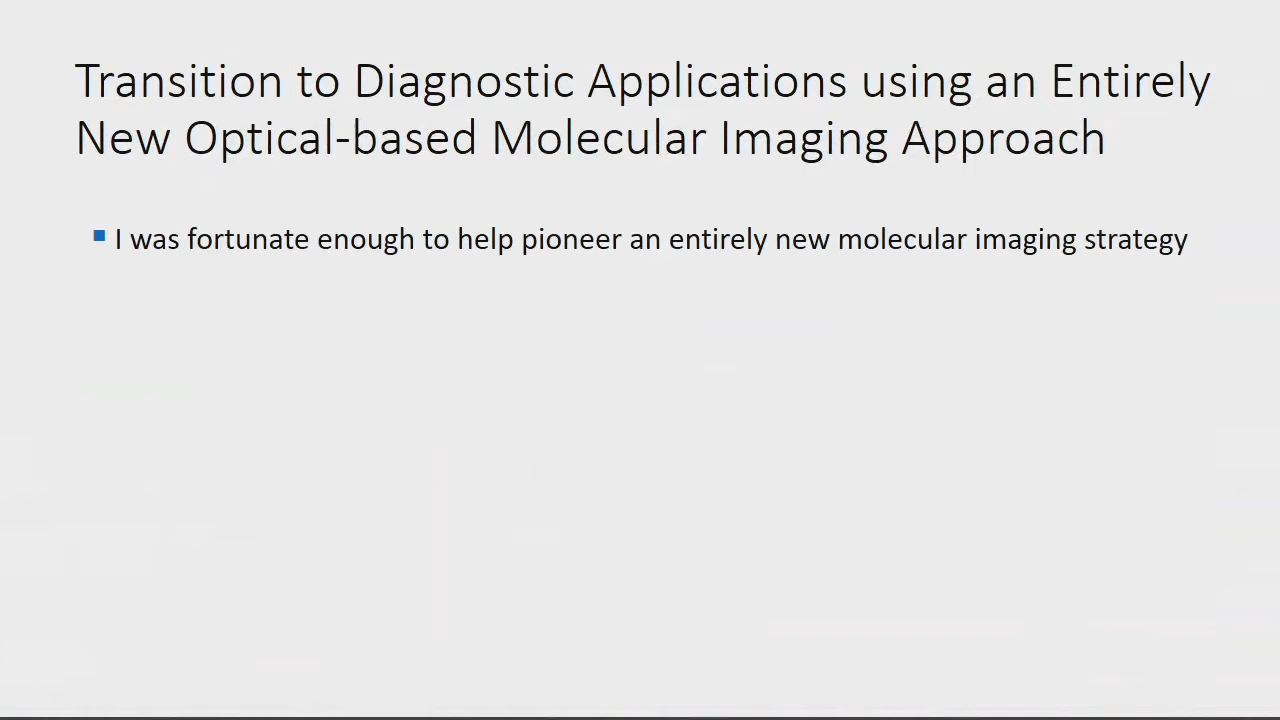 Transition to Diagnostic Applications using an Entirely
New Optical-based Molecular Imaging Approach
I was fortunate enough to help pioneer an entirely new molecular imaging strategy